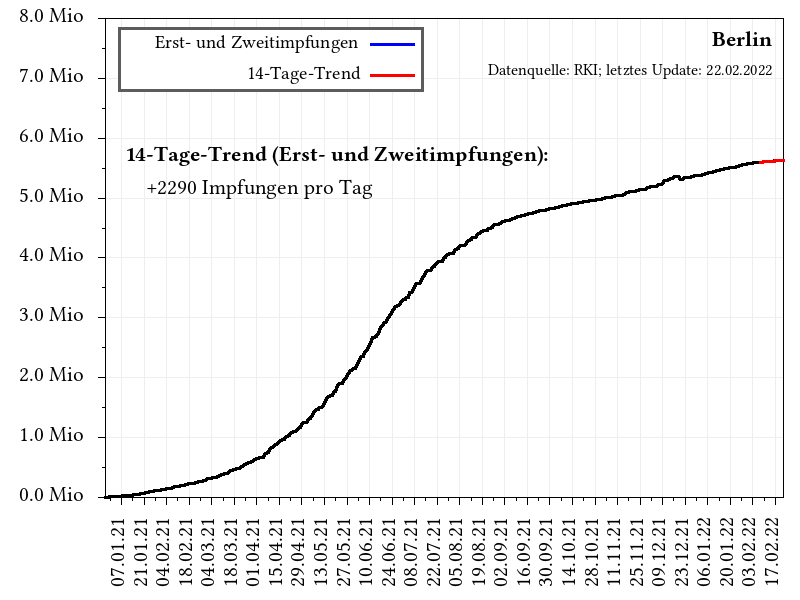 8.0 Mio
7.0 Mio
6.0 Mio
5.0 Mio
4.0 Mio
3.0 Mio
2.0 Mio
1.0 Mio
0.0 Mio
Erst- und Zweitimpfungen
14-Tage-Trend
Berlin
Datenquelle: RKI; letztes Update: 22.02.2022
14-Tage-Trend (Erst- und Zweitimpfungen):
+2290 Impfungen pro Tag
07.01.21
21.01.21
04.02.21
18.02.21
04.03.21
18.03.21
01.04.21
15.04.21
29.04.21
13.05.21
27.05.21
10.06.21
24.06.21
08.07.21
22.07.21
05.08.21
19.08.21
02.09.21
16.09.21
30.09.21
14.10.21
28.10.21
11.11.21
25.11.21
09.12.21
23.12.21
06.01.22
20.01.22
03.02.22
17.02.22